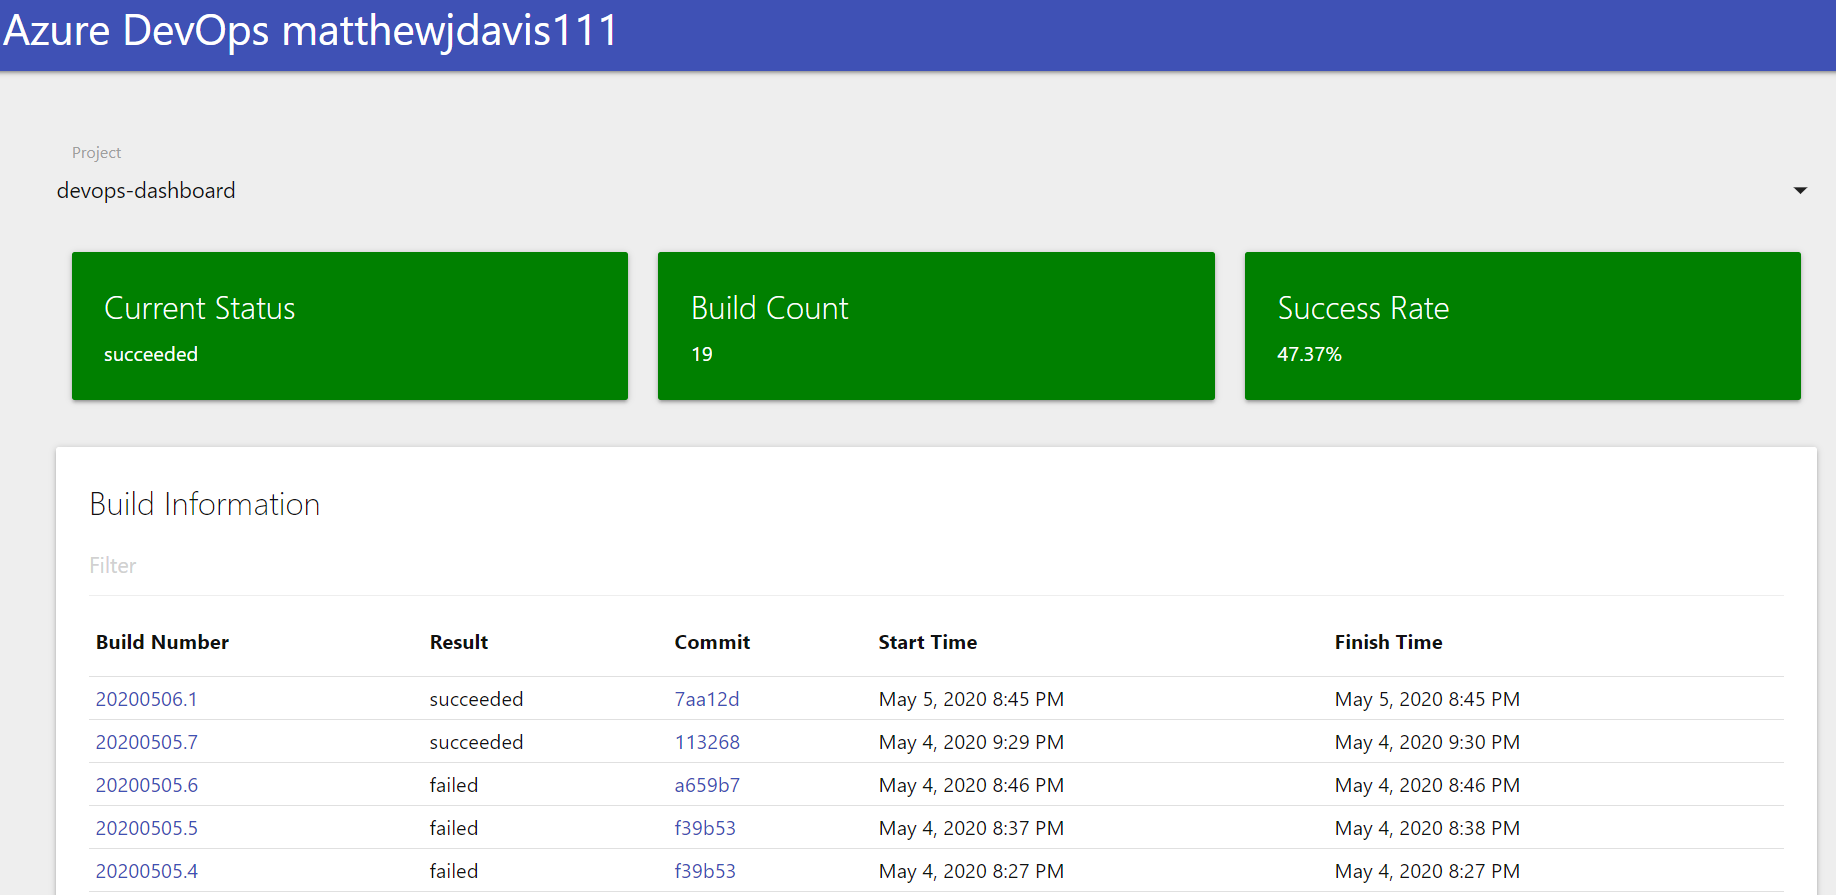 Azure DevOps matthewjdavis111
Project
devops-dashboard
Current Status
succeeded
Build Count
19
Success Rate
47.37%
Build Information
Filter
Build Number Result Commit Start Time Finish Time
20200506.1 succeeded 7aa12d May 5, 2020 8:45 PM May 5, 2020 8:45 PM
20200505.7 succeeded 113268 May 4, 2020 9:29 PM May 4, 2020 9:30 PM
20200505.6 failed a659b7 May 4, 2020 8:46 PM May 4, 2020 8:46 PM
20200505.5 failed f39b53 May 4, 2020 8:37 PM May 4, 2020 8:38 PM
20200505.4 failed f39b53 May 4, 2020 8:27 PM May 4, 2020 8:27 PM